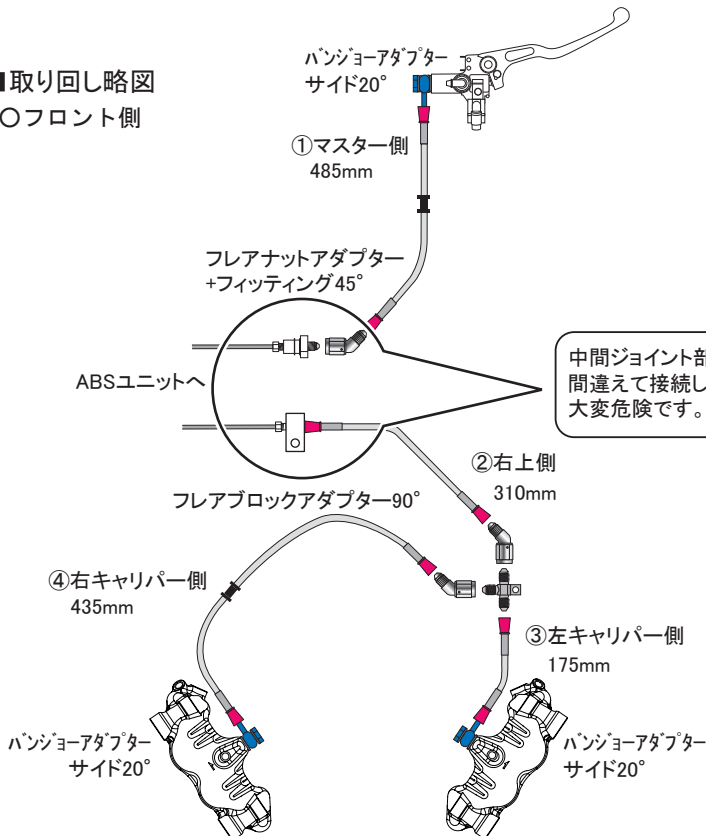 ■取り回し略図
○フロント側
バンジョーアダプター
サイド20°
①マスター側
485mm
フレアナットアダプター
+フィッティング45°
ABSユニットへ
中間ジョイント部
間違えて接続し
大変危険です。
②右上側
310mm
フレアブロックアダプター90°
④右キャリパー側
435mm
③左キャリパー側
175mm
バンジョーアダプター
サイド20°
バンジョーアダプター
サイド20°